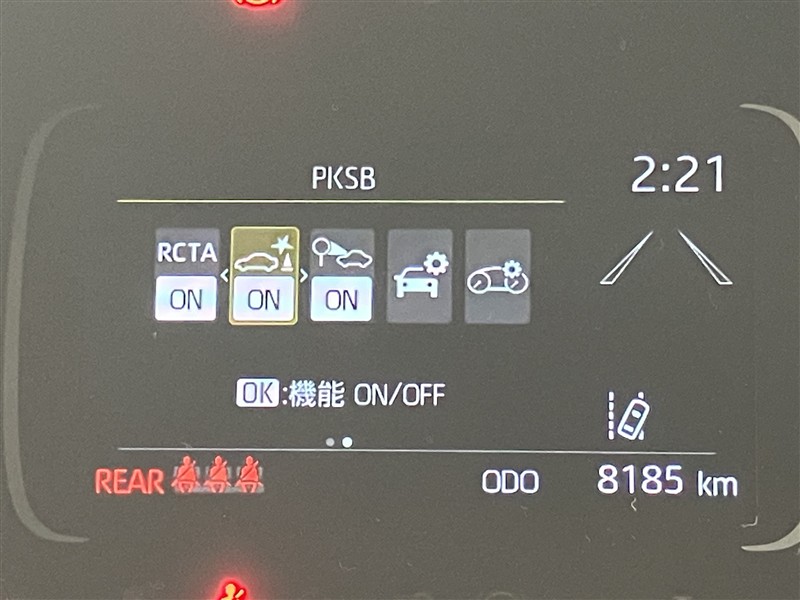 PKSB
2:21
RCTA
ON ON ON
OK:機能 ON/OFF
REAR
ODO 8185 km